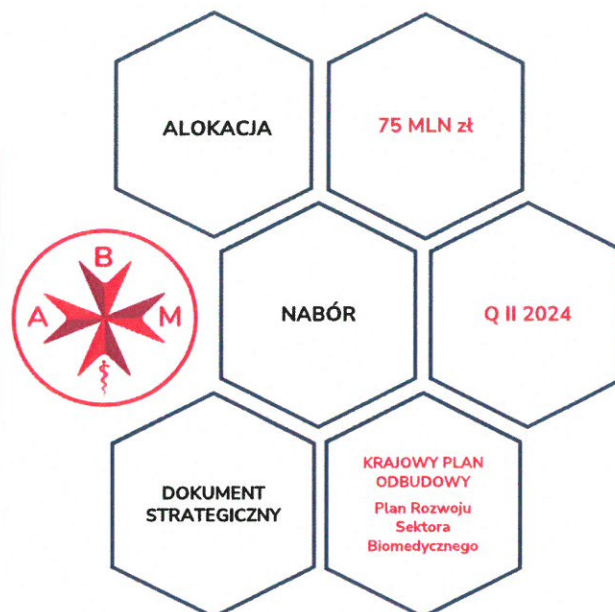 ALOKACJA
75 MLN zł
B
A M
NABÓR
Q II 2024
DOKUMENT
STRATEGICZNY
KRAJOWY PLAN
ODBUDOWY
Plan Rozwoju
Sektora
Biomedycznego